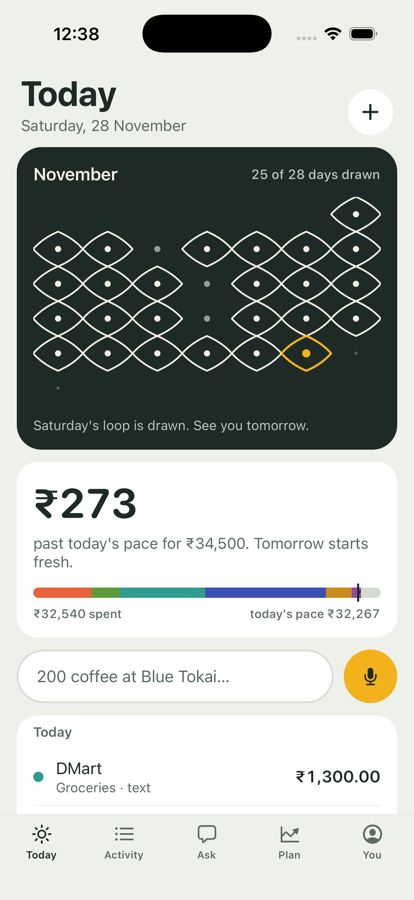 12:38
Today
Saturday, 28 November
November
25 of 28 days drawn
Saturday's loop is drawn. See you tomorrow.
₹273
past today's pace for ₹34,500. Tomorrow starts
fresh.
₹32,540 spent
today's pace ₹32,267
200 coffee at Blue Tokai...
Today
DMart
₹1,300.00
Groceries · text
Today
Activity
Ask
Plan
You